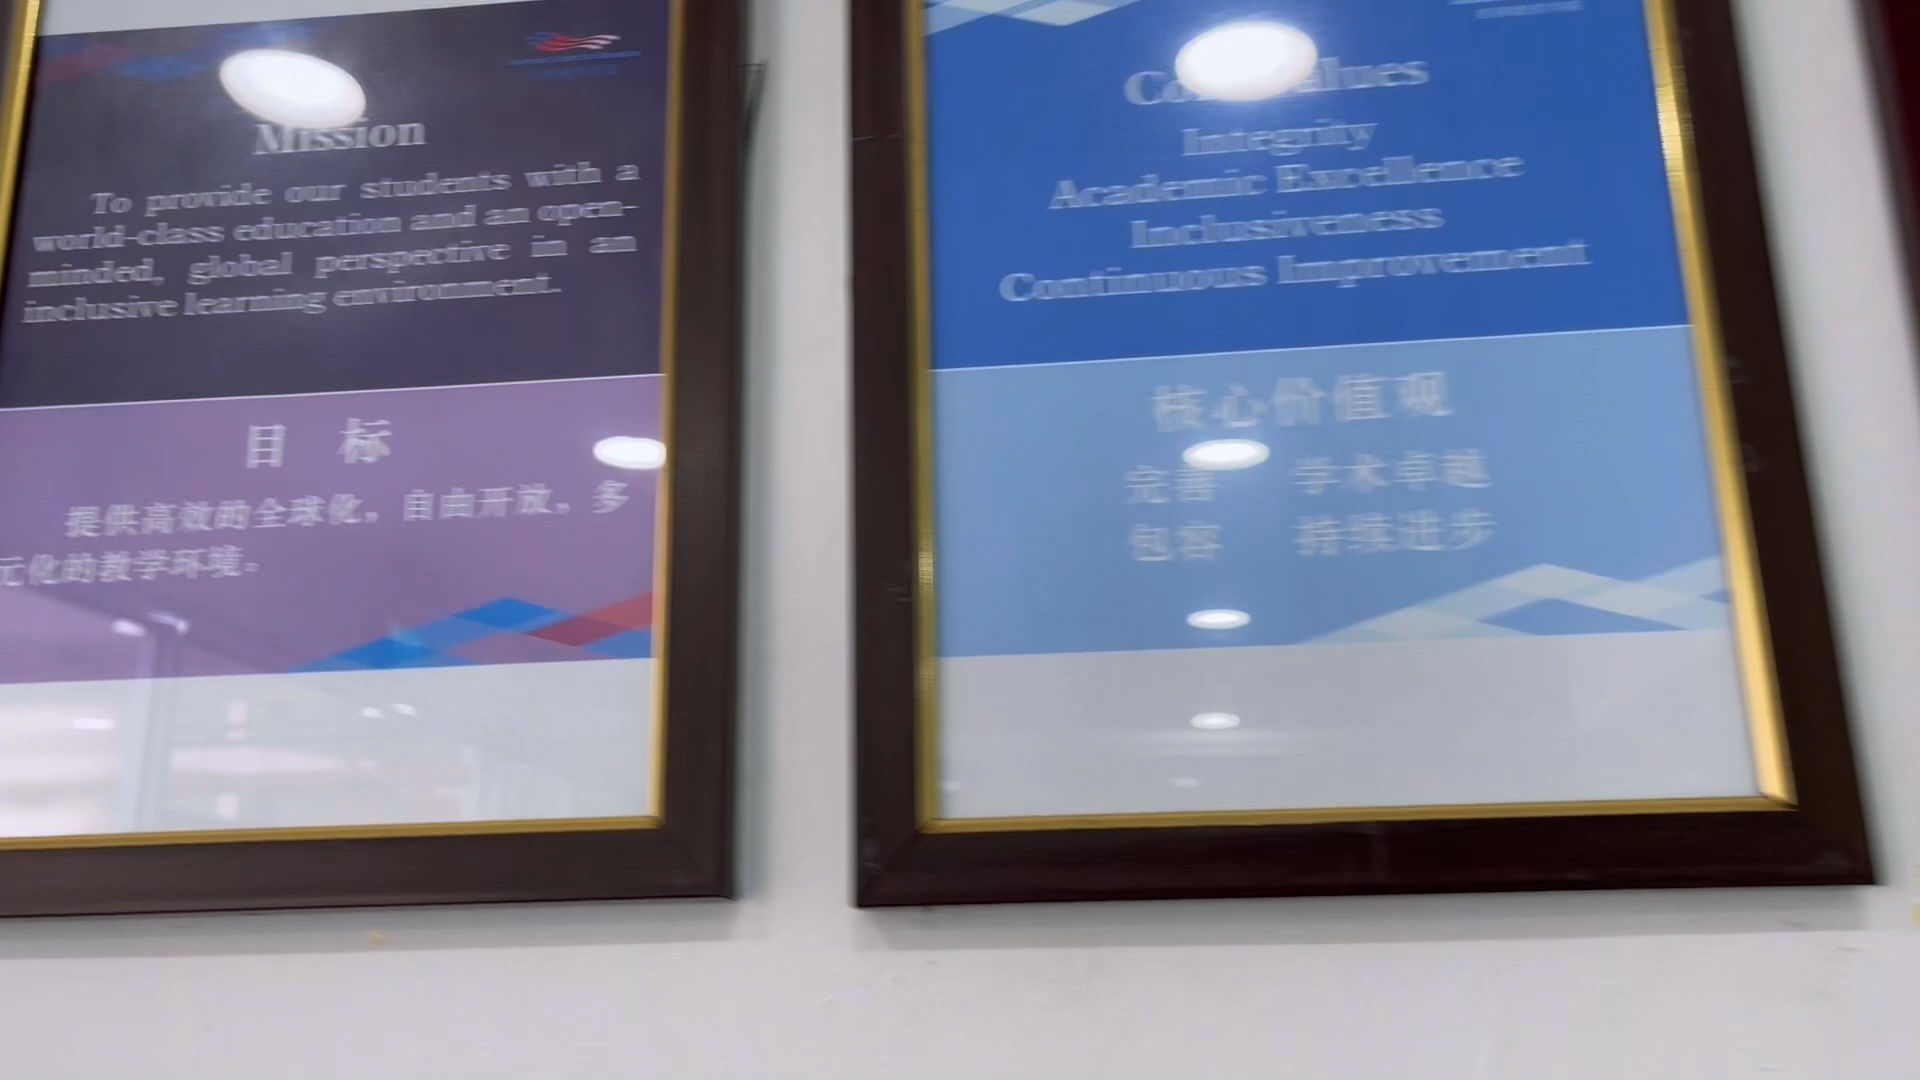 Mission
To provide our students with a
world-class education and an open-
minded, global perspective in an
inclusive learning environment.
目 标
提供高效的全球化，自由开放，多
元化的教学环境。
Integrity
Academic Excellence
Inclusiveness
Continuous Improvement
核心价值观
完善 学术卓越
包容 持续进步